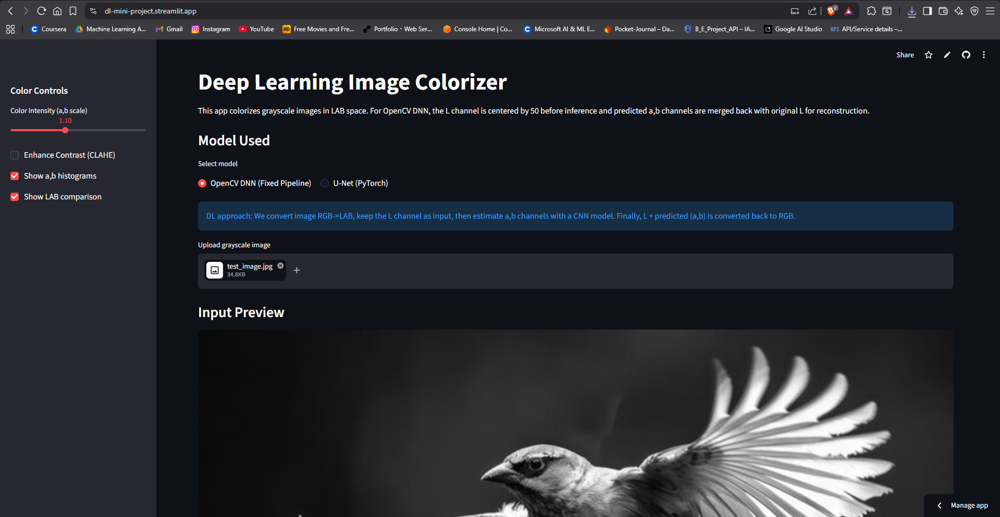 dl-mini-project.streamlit.app
2
Coursera
Machine Learning A...
Gmail
Instagram
YouTube
HD
Free Movies and Fre...
Portfolio · Web Ser...
Console Home | Co...
Microsoft AI & ML E...
Pocket-Journal – Da...
B_E_Project_API – IA...
Google AI Studio
API
API/Service details –...
Share
Color Controls
Color Intensity (a,b scale)
1.10
Enhance Contrast (CLAHE)
Show a,b histograms
Show LAB comparison
Deep Learning Image Colorizer
This app colorizes grayscale images in LAB space. For OpenCV DNN, the L channel is centered by 50 before inference and predicted a,b channels are merged back with original L for reconstruction.
Model Used
Select model
OpenCV DNN (Fixed Pipeline)
U-Net (PyTorch)
DL approach: We convert image RGB->LAB, keep the L channel as input, then estimate a,b channels with a CNN model. Finally, L + predicted (a,b) is converted back to RGB.
Upload grayscale image
test_image.jpg
34.8KB
Input Preview
Manage app